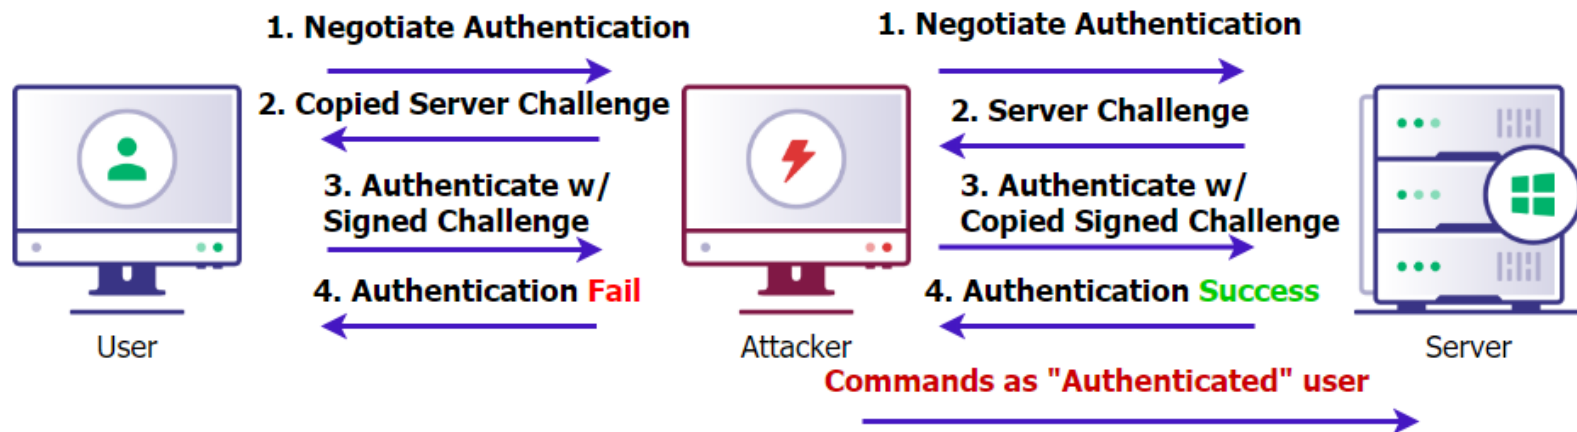 1. Negotiate Authentication
1. Negotiate Authentication
2. Copied Server Challenge
2. Server Challenge
3. Authenticate w/
Signed Challenge
3. Authenticate w/
Copied Signed Challenge
4. Authentication Fail
4. Authentication Success
User
Attacker
Server
Commands as "Authenticated" user